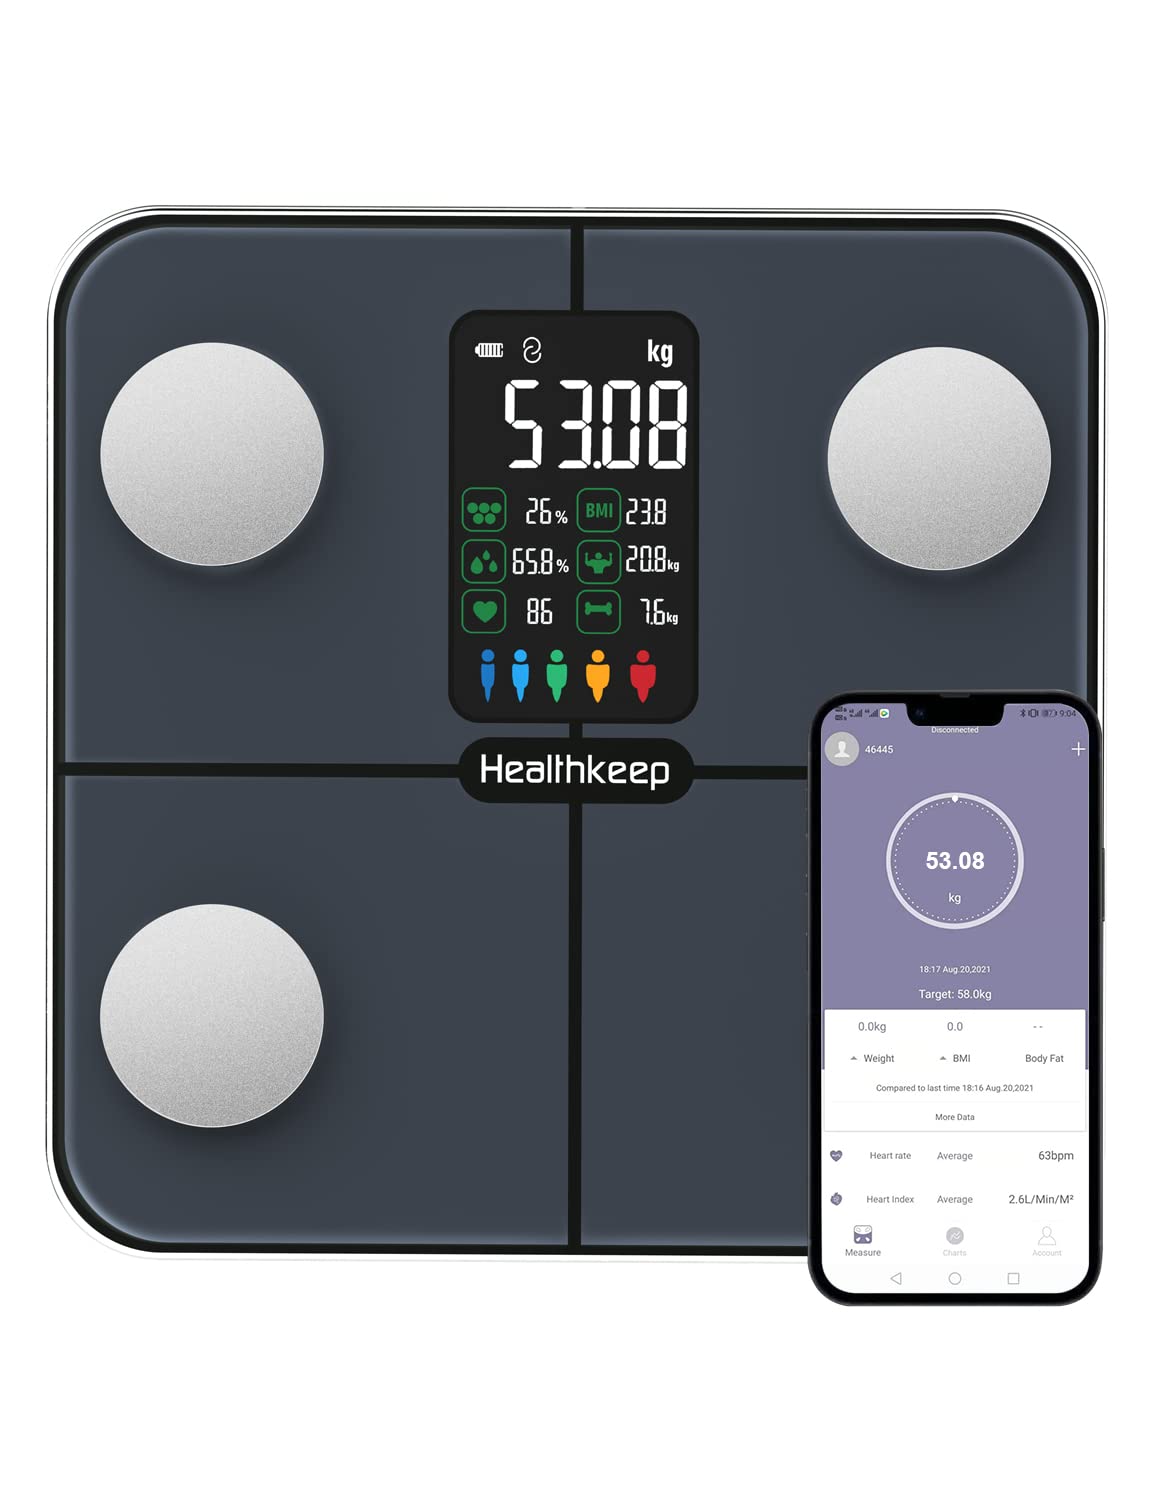 kg
53.08
26% BMI 23.8
65.8% 20.8kg
86 7.6kg
Healthkeep
9:04
Disconnected
46445
53.08
kg
18:17 Aug.20,2021
Target: 58.0kg
0.0kg 0.0 - -
Weight BMI Body Fat
Compared to last time 18:16 Aug.20,2021
More Data
Heart rate Average 63bpm
Heart Index Average 2.6L/Min/M²
Measure Charts Account